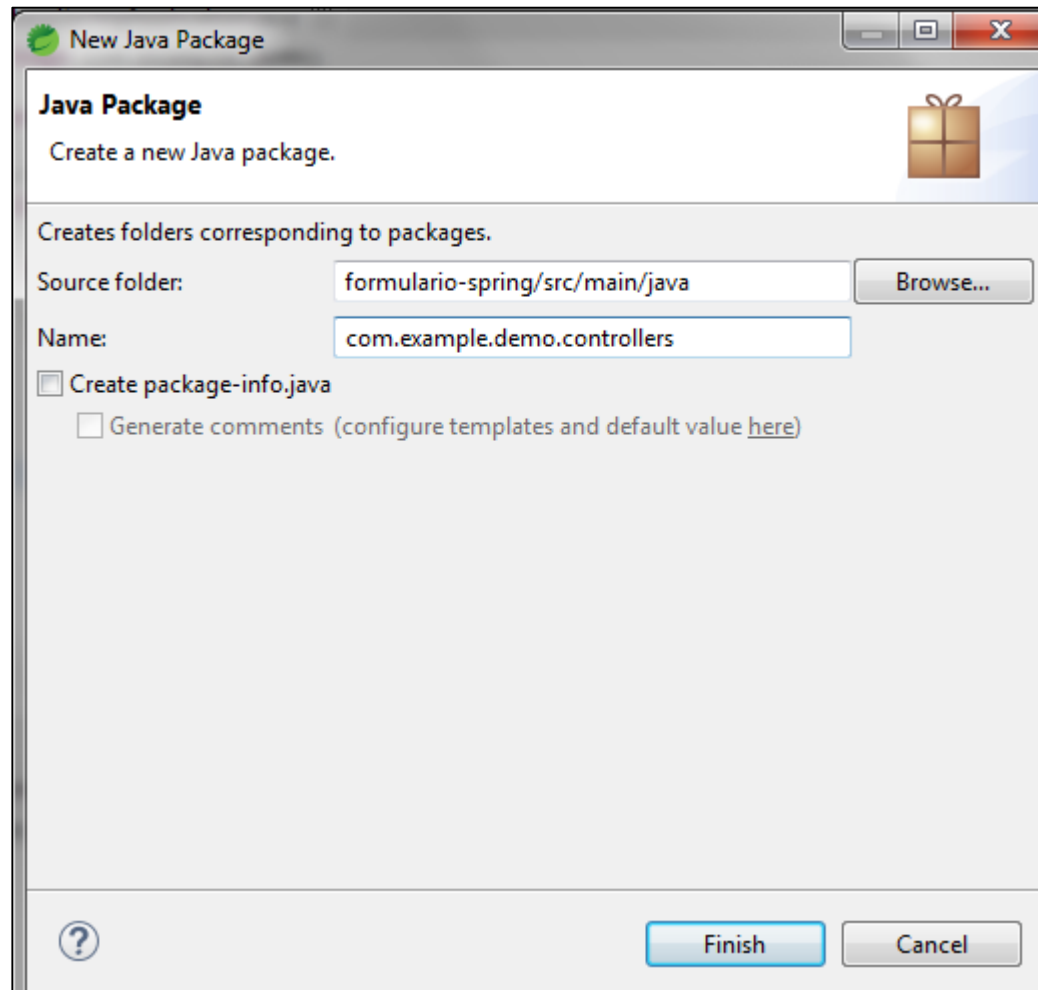 New Java Package
Java Package
Create a new Java package.
Creates folders corresponding to packages.
Source folder: formulario-spring/src/main/java Browse...
Name: com.example.demo.controllers
Create package-info.java
Generate comments (configure templates and default value here)
? Finish Cancel